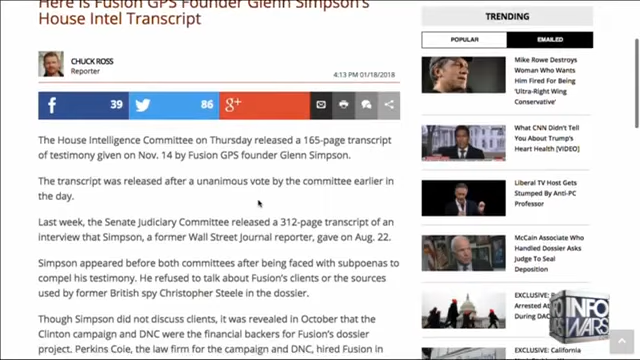 Here is Fusion GPS Founder Glenn Simpson's
House Intel Transcript
CHUCK ROSS
Reporter
4:13 PM 01/18/2018
f 39
86
g+
The House Intelligence Committee on Thursday released a 165-page transcript
of testimony given on Nov. 14 by Fusion GPS founder Glenn Simpson.
The transcript was released after a unanimous vote by the committee earlier in
the day.
Last week, the Senate Judiciary Committee released a 312-page transcript of an
interview that Simpson, a former Wall Street Journal reporter, gave on Aug. 22.
Simpson appeared before both committees after being faced with subpoenas to
compel his testimony. He refused to talk about Fusion's clients or the sources
used by former British spy Christopher Steele in the dossier.
Though Simpson did not discuss clients, it was revealed in October that the
Clinton campaign and DNC were the financial backers for Fusion's dossier
project. Perkins Coie, the law firm for the campaign and DNC, hired Fusion in
TRENDING
POPULAR
EMAILED
Mike Rowe Destroys
Woman Who Wants
Him Fired For Being
'Ultra-Right Wing
Conservative'
What CNN Didn't Tell
You About Trump's
Heart Health [VIDEO]
Liberal TV Host Gets
Stumped By Anti-PC
Professor
McCain Associate Who
Handled Dossier Asks
Judge To Seal
Deposition
EXCLUSIVE:
Arrested
During DAC
EXCLUSIVE:
California
INFO
WARS